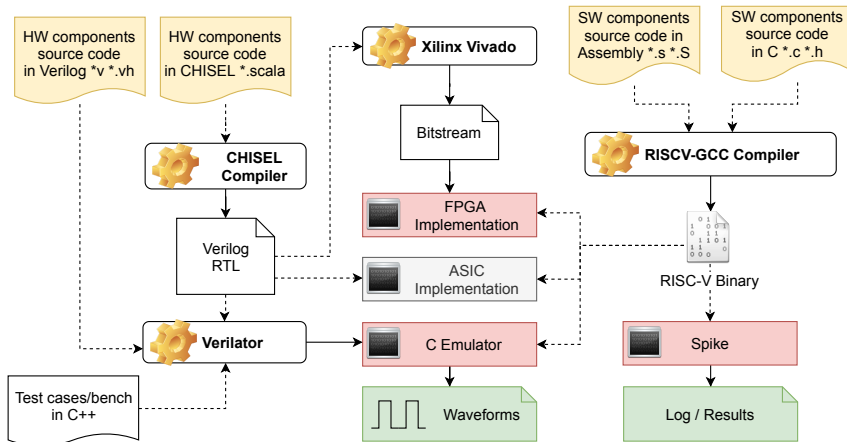 HW components
source code
in Verilog *v *.vh
HW components
source code
in CHISEL *.scala
Xilinx Vivado
SW components
source code in
Assembly *.s *.S
SW components
source code
in C *.c *.h
Bitstream
CHISEL
Compiler
RISCV-GCC Compiler
FPGA
Implementation
Verilog
RTL
ASIC
Implementation
RISC-V Binary
Verilator
C Emulator
Spike
Test cases/bench
in C++
Waveforms
Log / Results